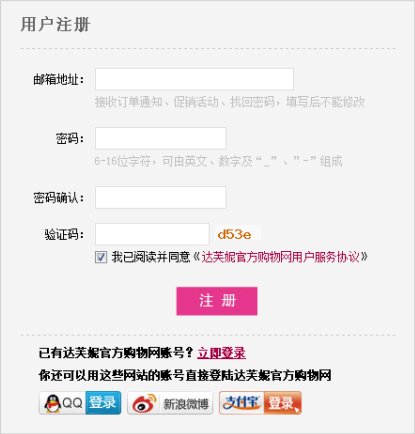 用户注册
邮箱地址：
接收订单通知、促销活动、找回密码，填写后不能修改
密码：
6-16位字符，可由英文、数字及“_”、”-”组成
密码确认：
验证码： d53e
我已阅读并同意《达芙妮官方购物网用户服务协议》
注 册
已有达芙妮官方购物网账号？立即登录
你还可以用这些网站的账号直接登陆达芙妮官方购物网
QQ 登录 新浪微博 支付宝 登录